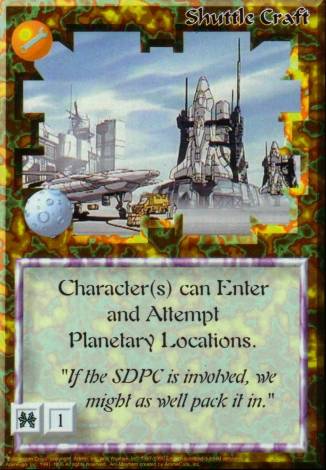 Shuttle Craft
Character(s) can Enter
and Attempt
Planetary Locations.
"If the SDPC is involved, we
might as well pack it in."
1